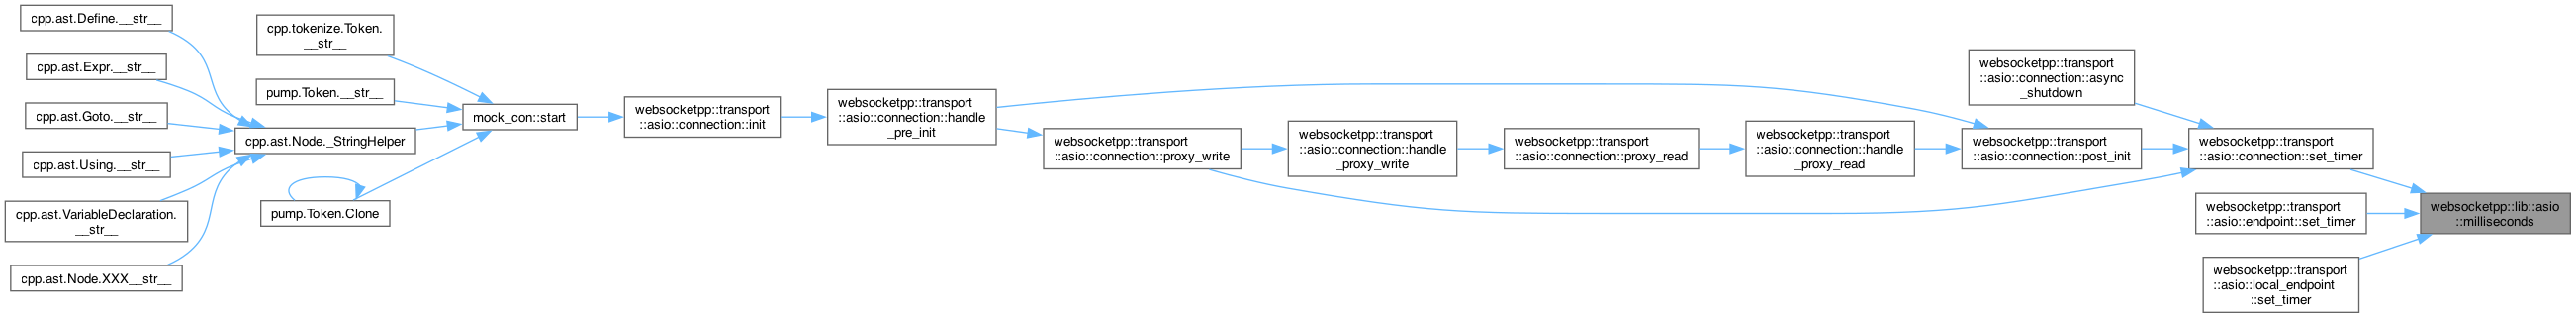 cpp.ast.Define.__str__
cpp.ast.Expr.__str__
cpp.ast.Goto.__str__
cpp.ast.Using.__str__
cpp.ast.VariableDeclaration.
__str__
cpp.ast.Node.XXX__str__
cpp.ast.Node._StringHelper
cpp.tokenize.Token.
__str__
pump.Token.__str__
pump.Token.Clone
mock_con::start
websocketpp::transport
::asio::connection::init
websocketpp::transport
::asio::connection::handle
_pre_init
websocketpp::transport
::asio::connection::proxy_write
websocketpp::transport
::asio::connection::handle
_proxy_write
websocketpp::transport
::asio::connection::proxy_read
websocketpp::transport
::asio::connection::handle
_proxy_read
websocketpp::transport
::asio::connection::async
_shutdown
websocketpp::transport
::asio::connection::post_init
websocketpp::transport
::asio::connection::set_timer
websocketpp::transport
::asio::endpoint::set_timer
websocketpp::transport
::asio::local_endpoint
::set_timer
websocketpp::lib::asio
::milliseconds